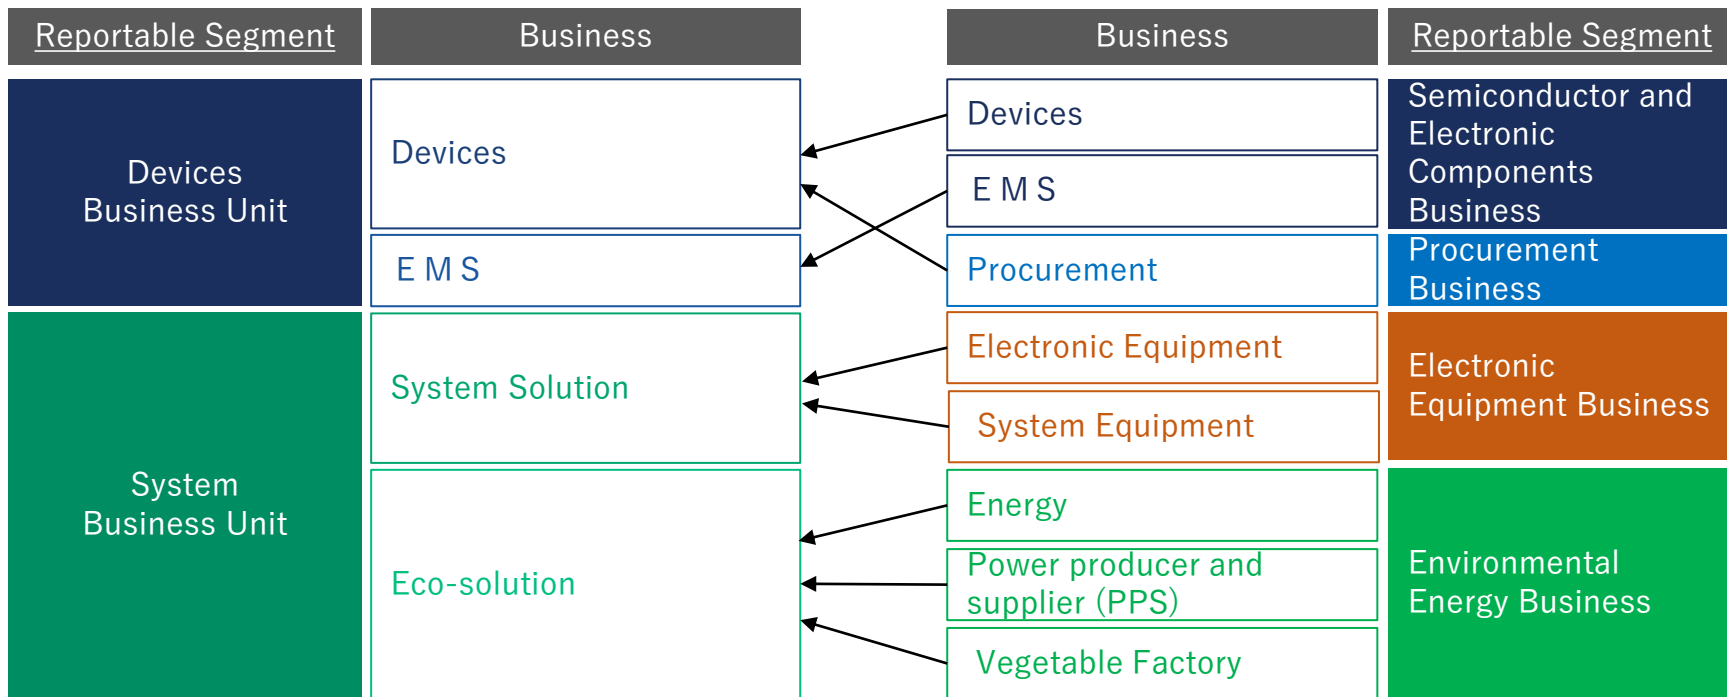 Reportable Segment
Business
Business
Reportable Segment
Devices
Business Unit
Devices
E M S
Devices
E M S
Procurement
Semiconductor and
Electronic
Components
Business
Procurement
Business
System
Business Unit
System Solution
Eco-solution
Electronic Equipment
System Equipment
Energy
Power producer and
supplier (PPS)
Vegetable Factory
Electronic
Equipment Business
Environmental
Energy Business